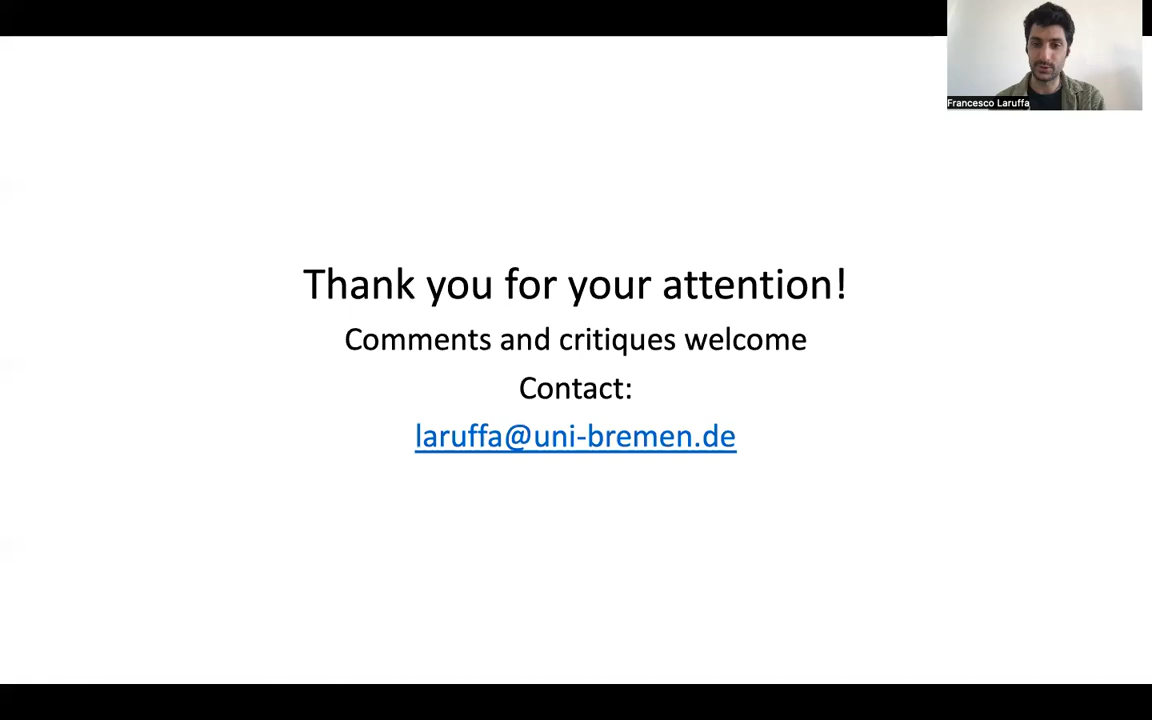 Francesco Laruffa
Thank you for your attention!
Comments and critiques welcome
Contact:
laruffa@uni-bremen.de